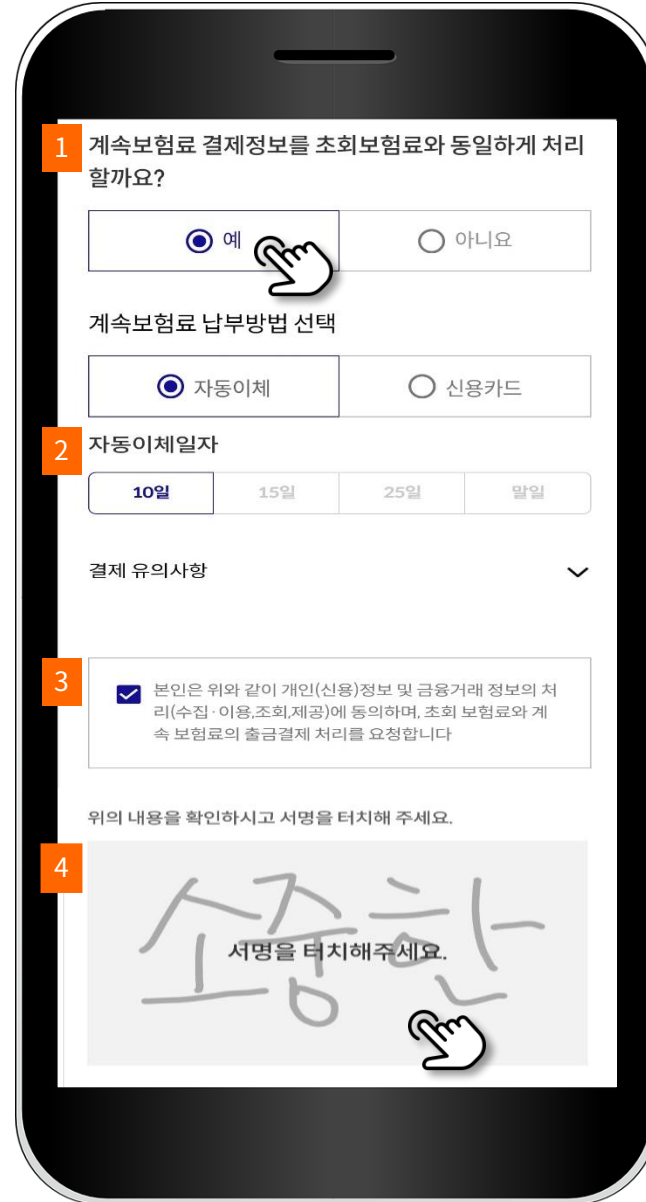 1 계속보험료 결제정보를 초회보험료와 동일하게 처리
할까요?
예 아니요
계속보험료 납부방법 선택
자동이체 신용카드
2 자동이체일자
10일 15일 25일 말일
결제 유의사항
3 본인은 위와 같이 개인(신용)정보 및 금융거래 정보의 처
리(수집·이용,조회,제공)에 동의하며, 초회 보험료와 계
속 보험료의 출금결제 처리를 요청합니다
위의 내용을 확인하시고 서명을 터치해 주세요.
4
소중한
서명을 터치해주세요.